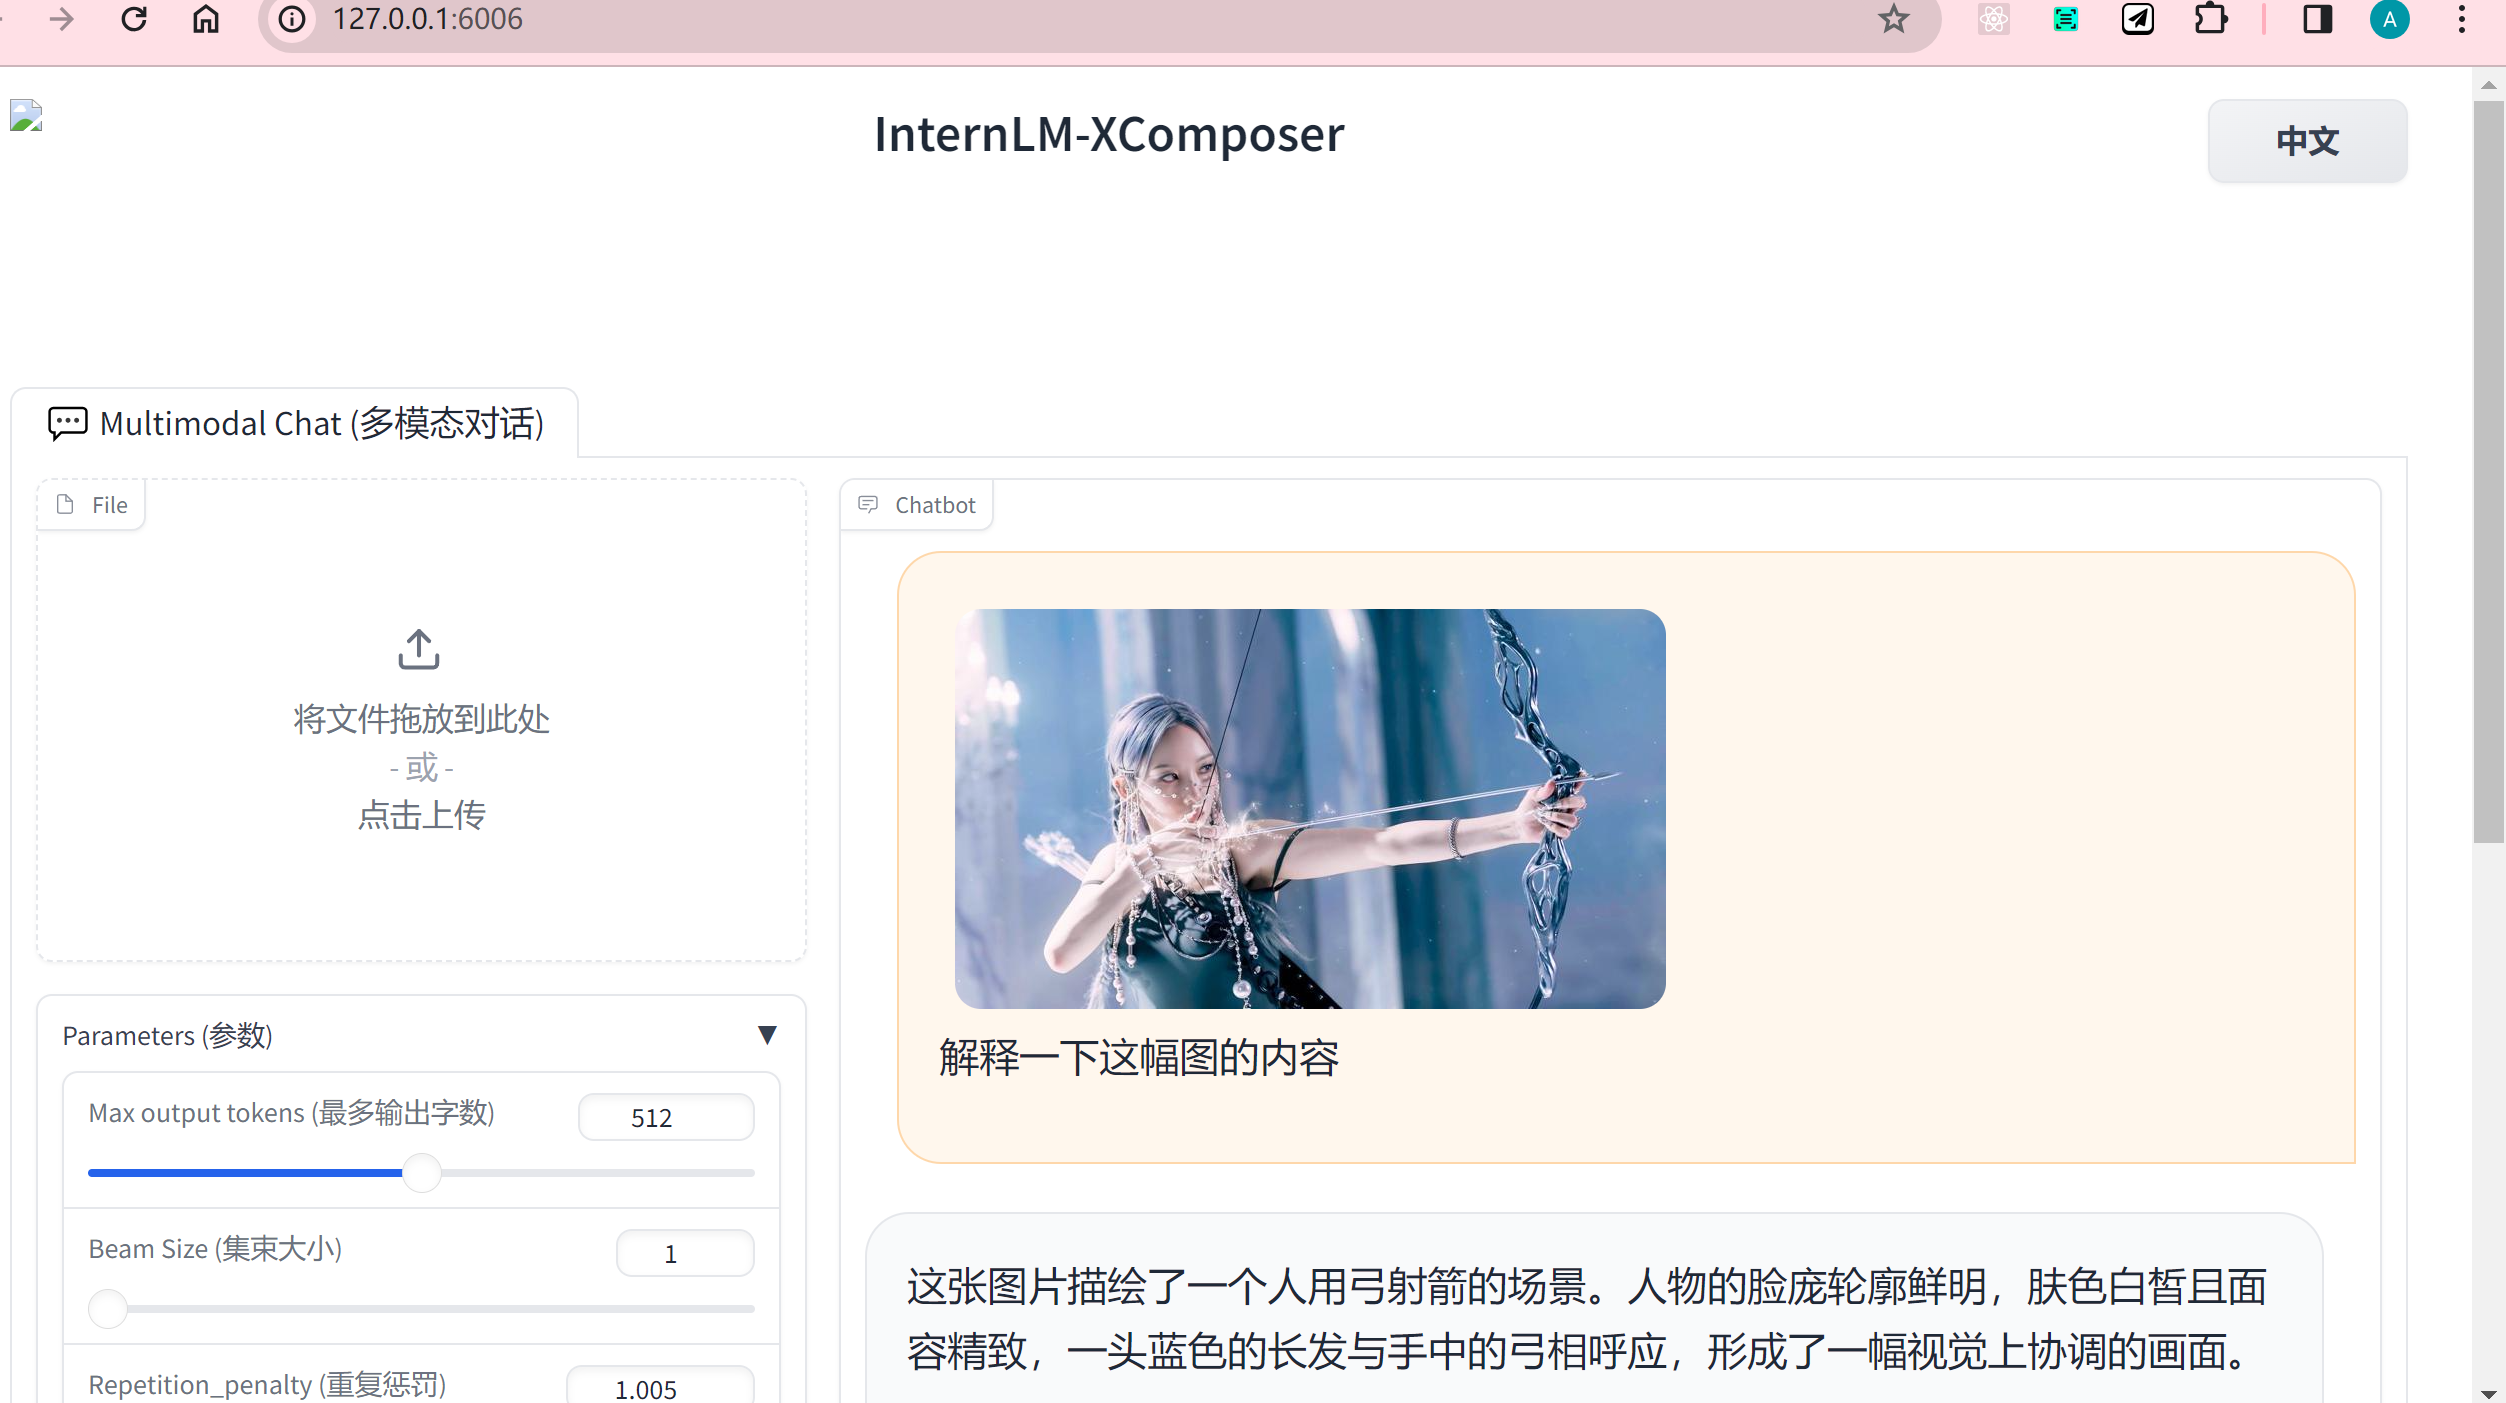 127.0.0.1:6006
A
InternLM-XComposer
中文
Multimodal Chat (多模态对话)
File
将文件拖放到此处
- 或 -
点击上传
Parameters (参数)
Max output tokens (最多输出字数)
512
Beam Size (集束大小)
1
Repetition_penalty (重复惩罚)
1.005
Chatbot
解释一下这幅图的内容
这张图片描绘了一个人用弓射箭的场景。人物的脸庞轮廓鲜明，肤色白皙且面
容精致，一头蓝色的长发与手中的弓相呼应，形成了一幅视觉上协调的画面。